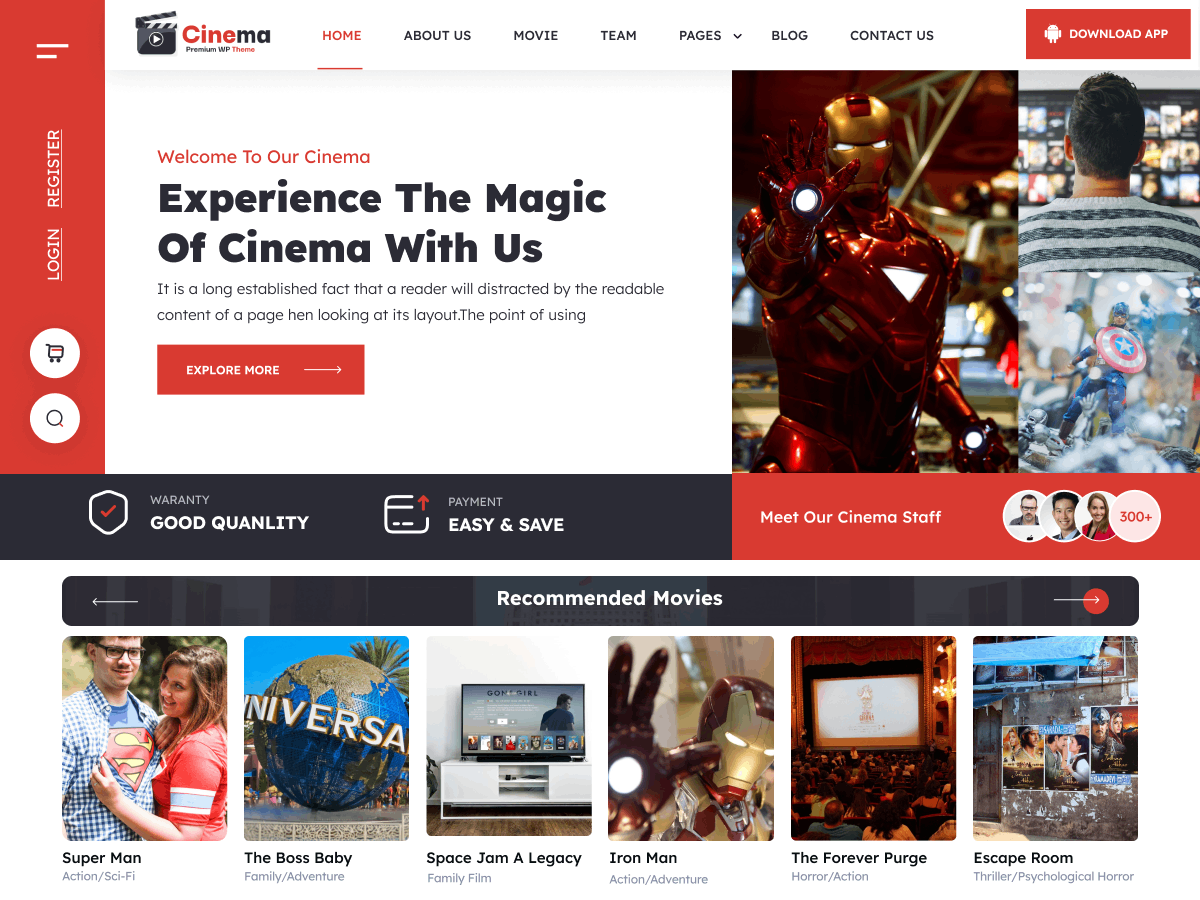 Cinema
Premium WP Theme
HOME
ABOUT US
MOVIE
TEAM
PAGES
BLOG
CONTACT US
DOWNLOAD APP
REGISTER
LOGIN
Welcome To Our Cinema
Experience The Magic
Of Cinema With Us
It is a long established fact that a reader will distracted by the readable
content of a page hen looking at its layout.The point of using
EXPLORE MORE
WARANTY
GOOD QUANLITY
PAYMENT
EASY & SAVE
Meet Our Cinema Staff
300+
Recommended Movies
NIVERSA
GONE GIRL
Super Man
Action/Sci-Fi
The Boss Baby
Family/Adventure
Space Jam A Legacy
Family Film
Iron Man
Action/Adventure
The Forever Purge
Horror/Action
Escape Room
Thriller/Psychological Horror